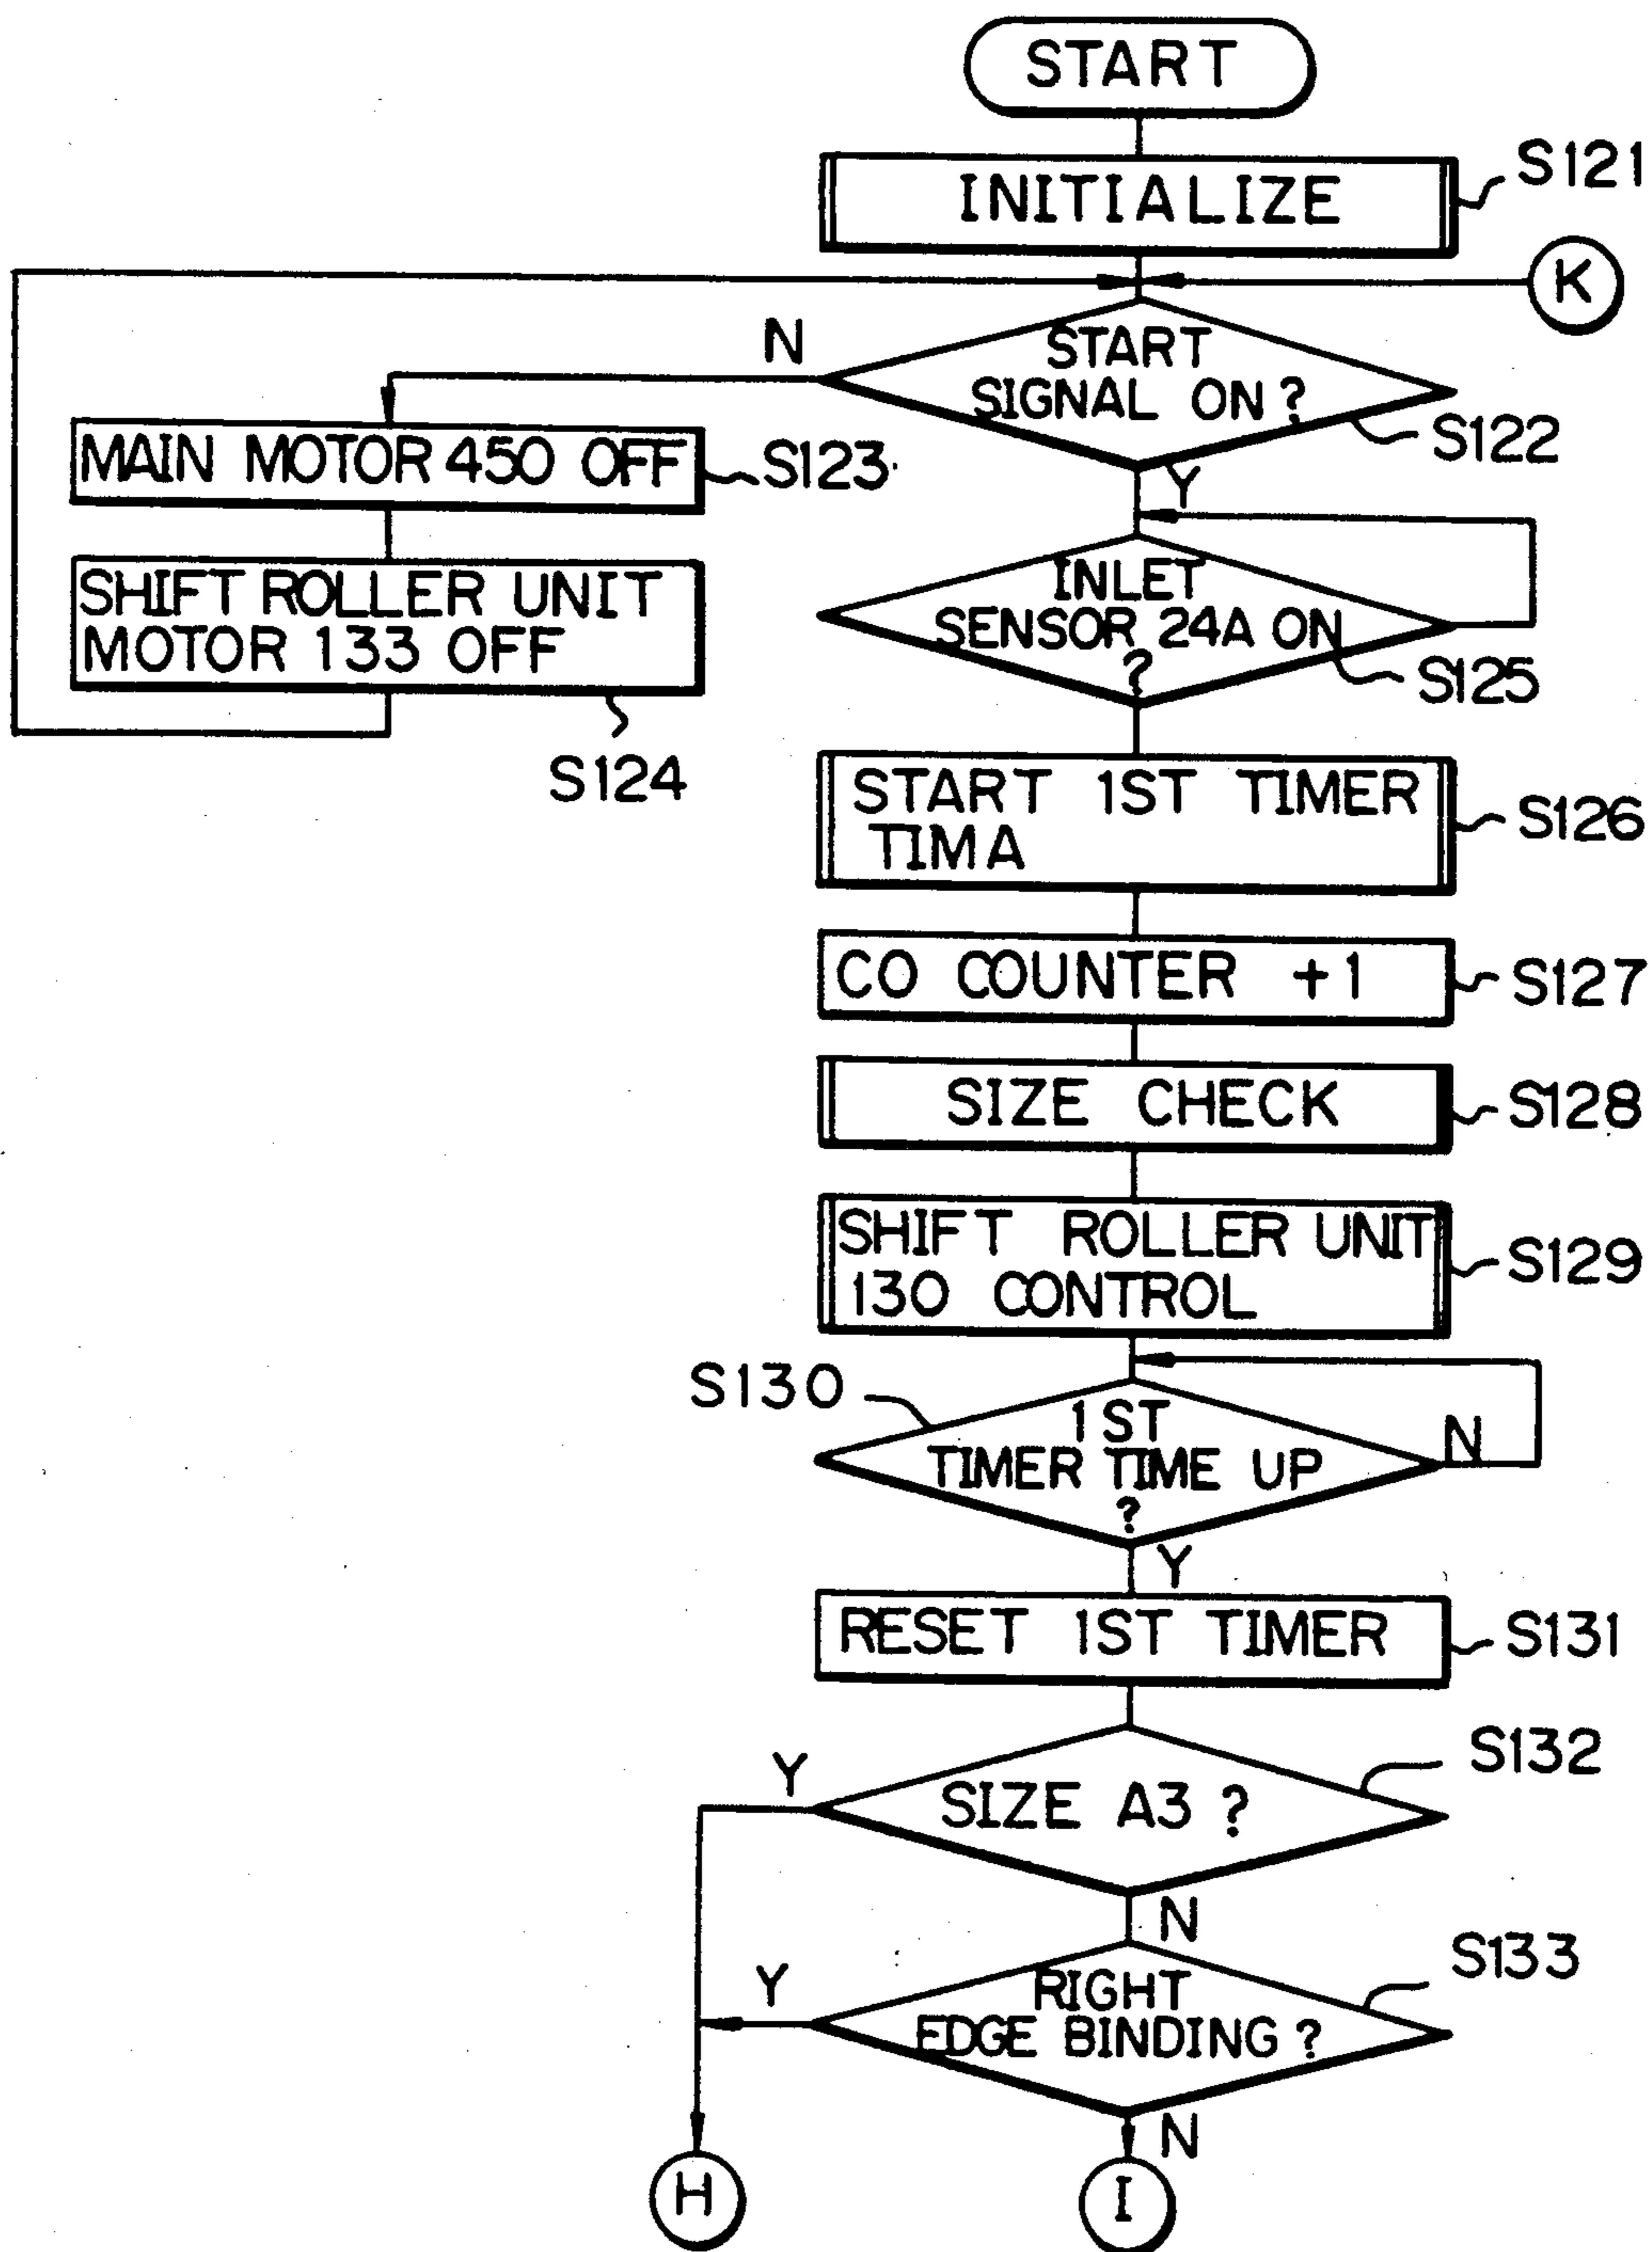 START
INITIALIZE
S121
K
N
START
SIGNAL ON ?
S122
MAIN MOTOR 450 OFF
S123
Y
SHIFT ROLLER UNIT
MOTOR 133 OFF
S124
INLET
SENSOR 24A ON
?
S125
START 1ST TIMER
TIMA
S126
CO COUNTER +1
S127
SIZE CHECK
S128
SHIFT ROLLER UNIT
130 CONTROL
S129
S130
1ST
TIMER TIME UP
?
N
Y
RESET 1ST TIMER
S131
Y
SIZE A3 ?
S132
N
Y
RIGHT
EDGE BINDING ?
S133
N
H
I